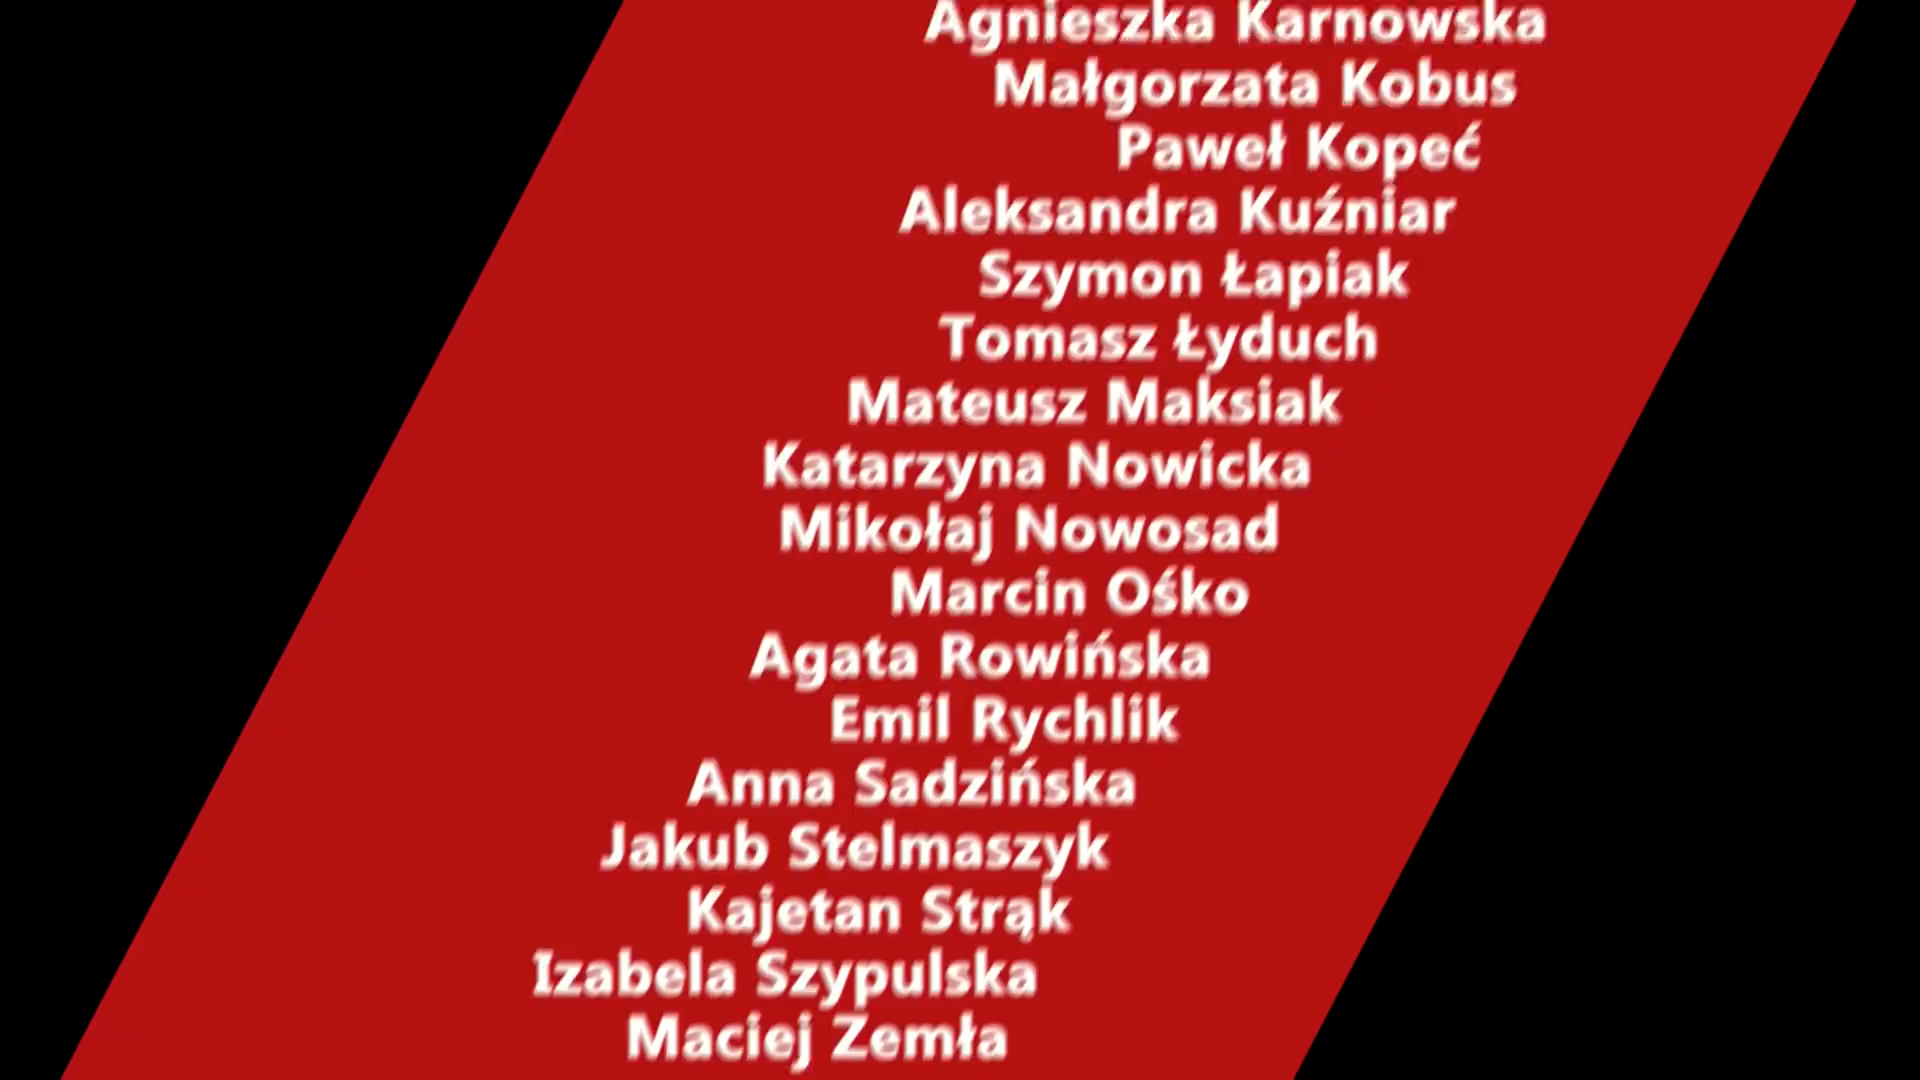 Agnieszka Karnowska
Małgorzata Kobus
Paweł Kopeć
Aleksandra Kuźniar
Szymon Łapiak
Tomasz Łyduch
Mateusz Maksiak
Katarzyna Nowicka
Mikołaj Nowosad
Marcin Ośko
Agata Rowińska
Emil Rychlik
Anna Sadzińska
Jakub Stelmaszyk
Kajetan Strąk
Izabela Szypulska
Maciej Zemła